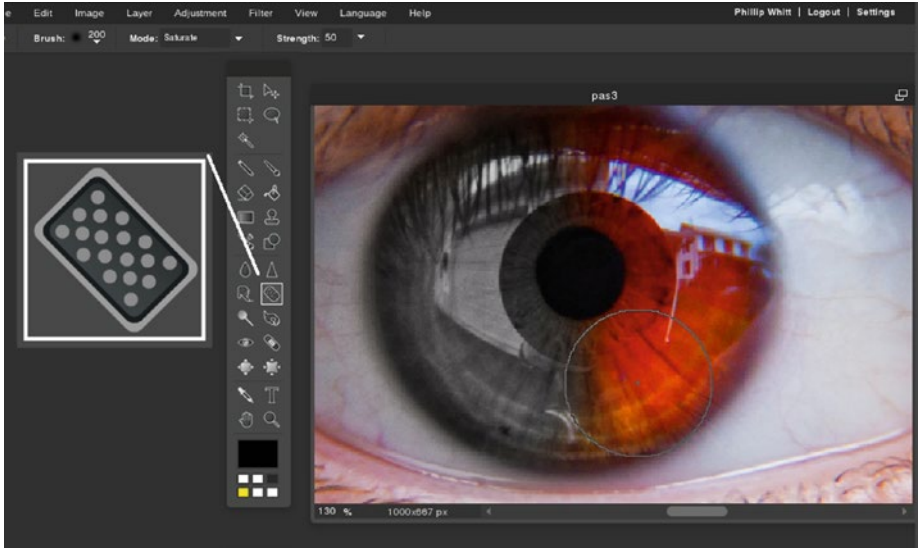 e Edit Image Layer Adjustment Filter View Language Help Phillip Whitt | Logout | Settings
Brush: 200 Mode: Saturate Strength: 50
pas3
T
130 % 1000x667 px